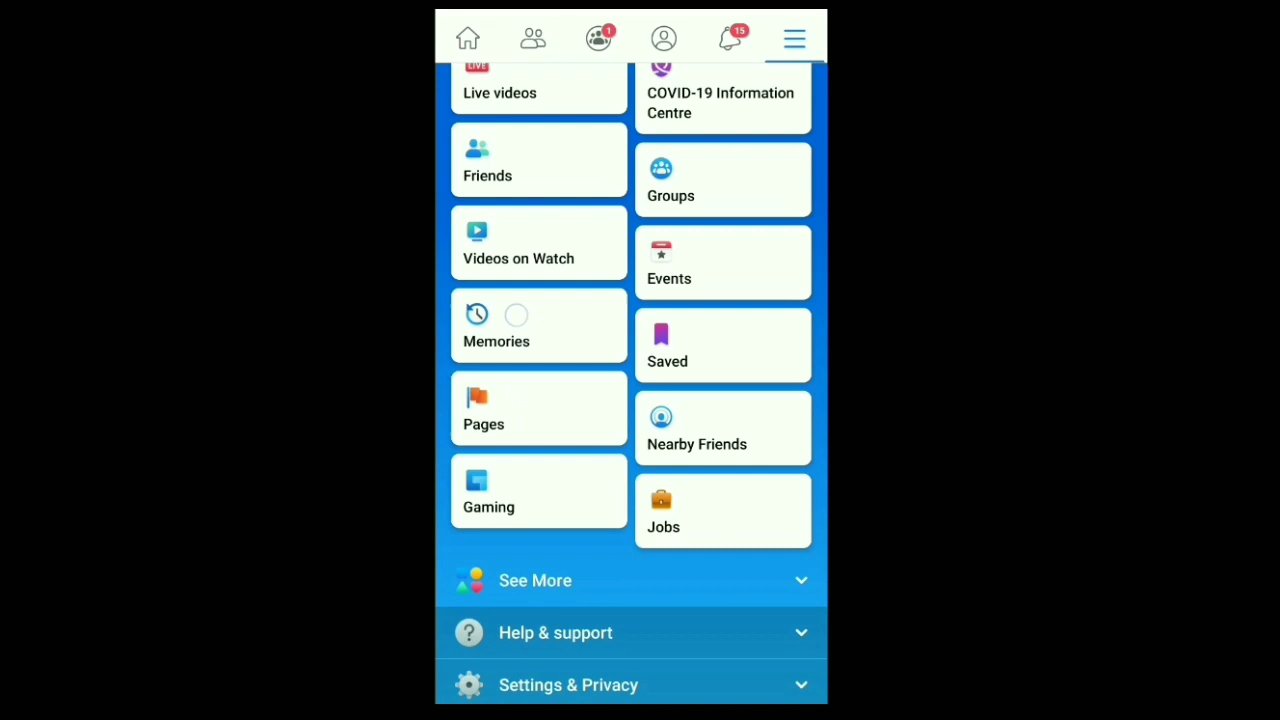 1
15
LIVE
Live videos
COVID-19 Information
Centre
Friends
Groups
Videos on Watch
Events
Memories
Saved
Pages
Nearby Friends
Gaming
Jobs
See More
?
Help & support
Settings & Privacy